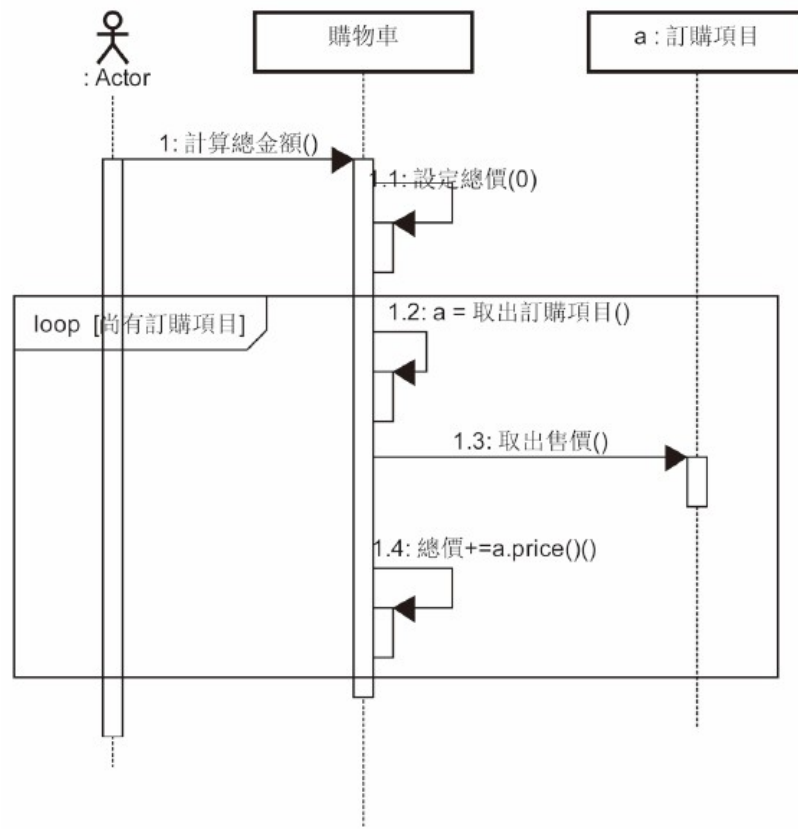 : Actor
購物車
a : 訂購項目
1: 計算總金額()
1.1: 設定總價(0)
loop [尚有訂購項目]
1.2: a = 取出訂購項目()
1.3: 取出售價()
1.4: 總價+=a.price()()